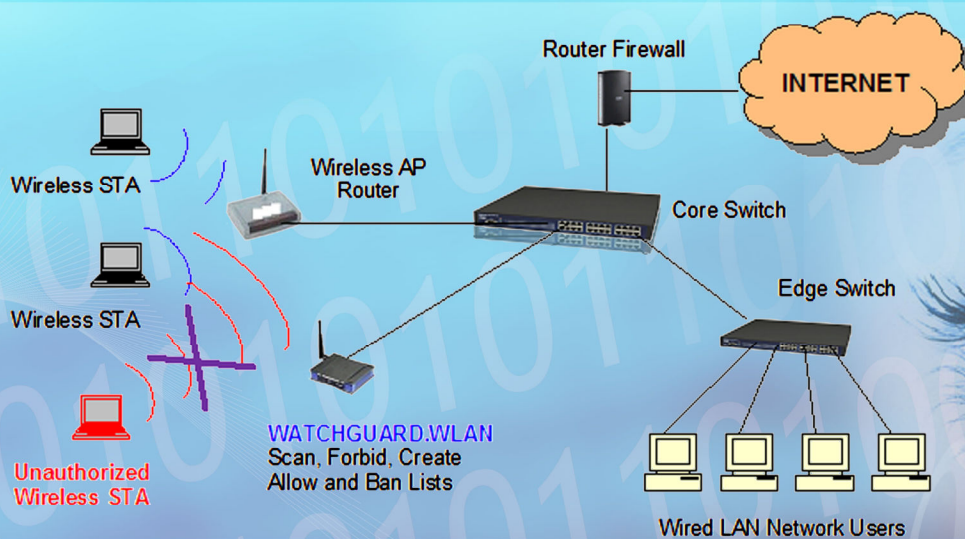 Router Firewall
INTERNET
Wireless STA
Wireless AP
Router
Core Switch
Wireless STA
Edge Switch
WATCHGUARD.WLAN
Scan, Forbid, Create
Allow and Ban Lists
Unauthorized
Wireless STA
Wired LAN Network Users